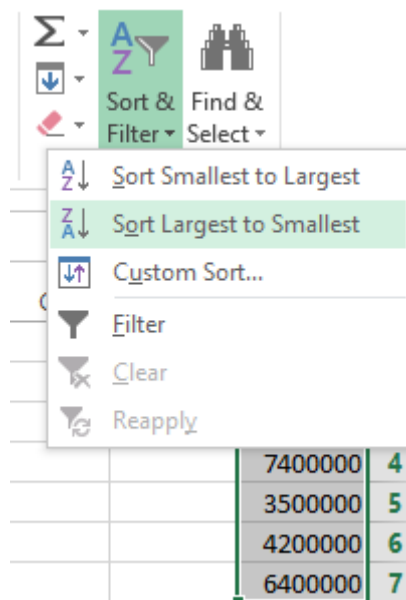 Σ
A
Z
Sort & Filter
Find & Select
A
Z
Sort Smallest to Largest
Z
A
Sort Largest to Smallest
Custom Sort...
Filter
Clear
Reapply
7400000 4
3500000 5
4200000 6
6400000 7